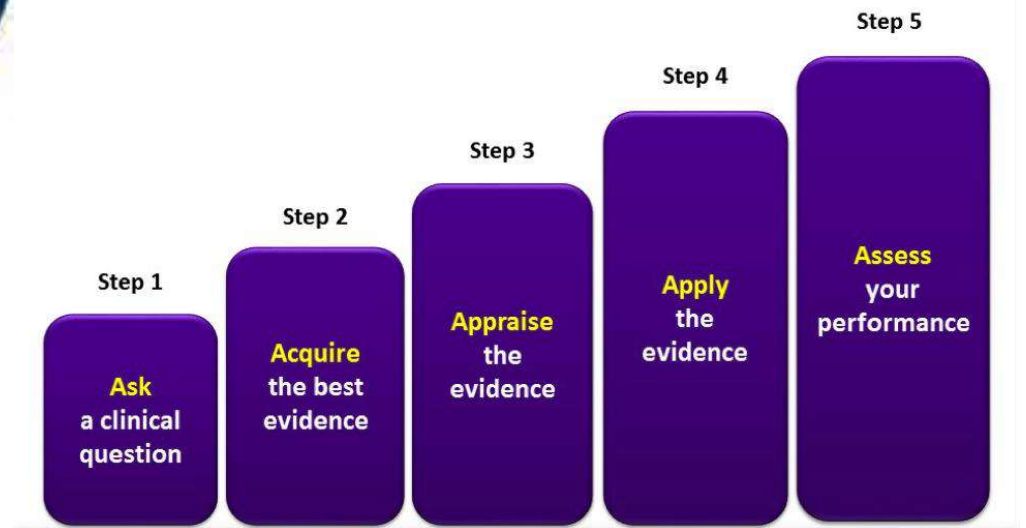 Step 1
Ask
a clinical
question
Step 2
Acquire
the best
evidence
Step 3
Appraise
the
evidence
Step 4
Apply
the
evidence
Step 5
Assess
your
performance